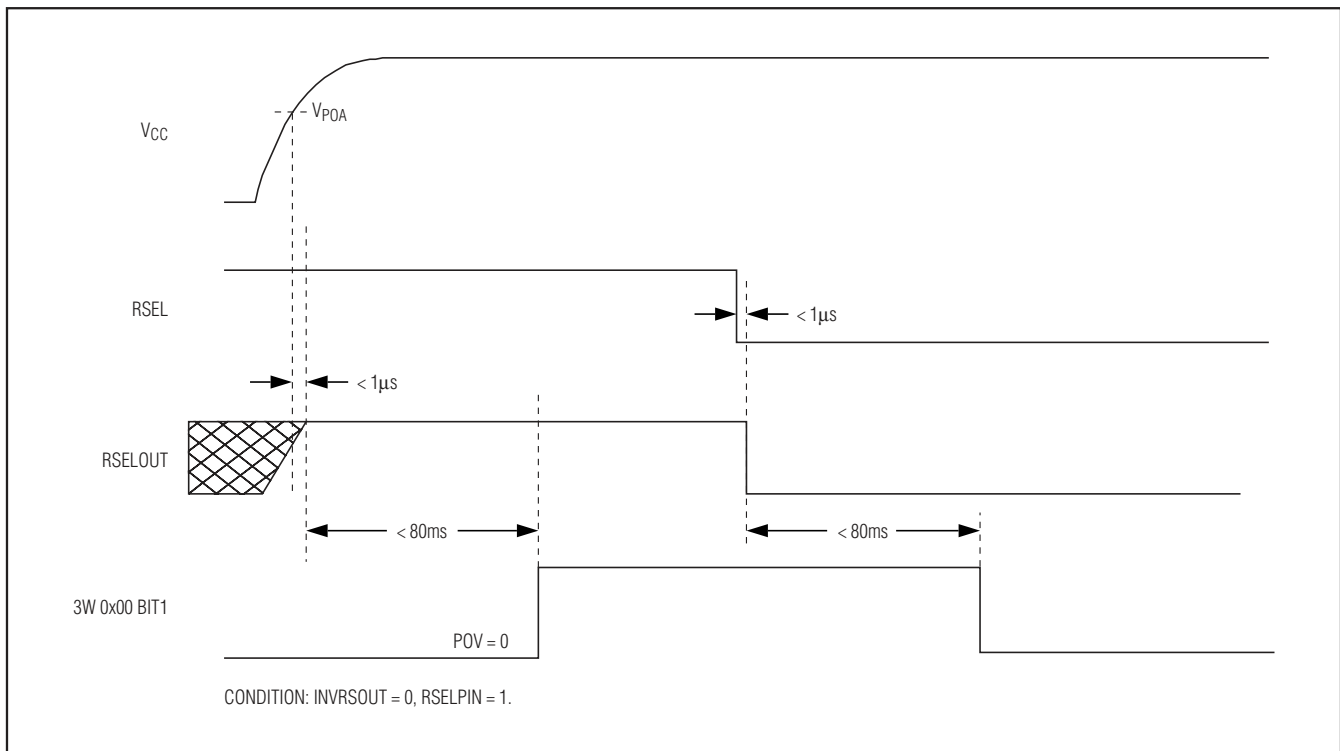 V_CC
V_POA
RSEL
< 1μs
< 1μs
RSELOUT
< 80ms
< 80ms
3W 0x00 BIT1
POV = 0
CONDITION: INVRSOUT = 0, RSELPIN = 1.